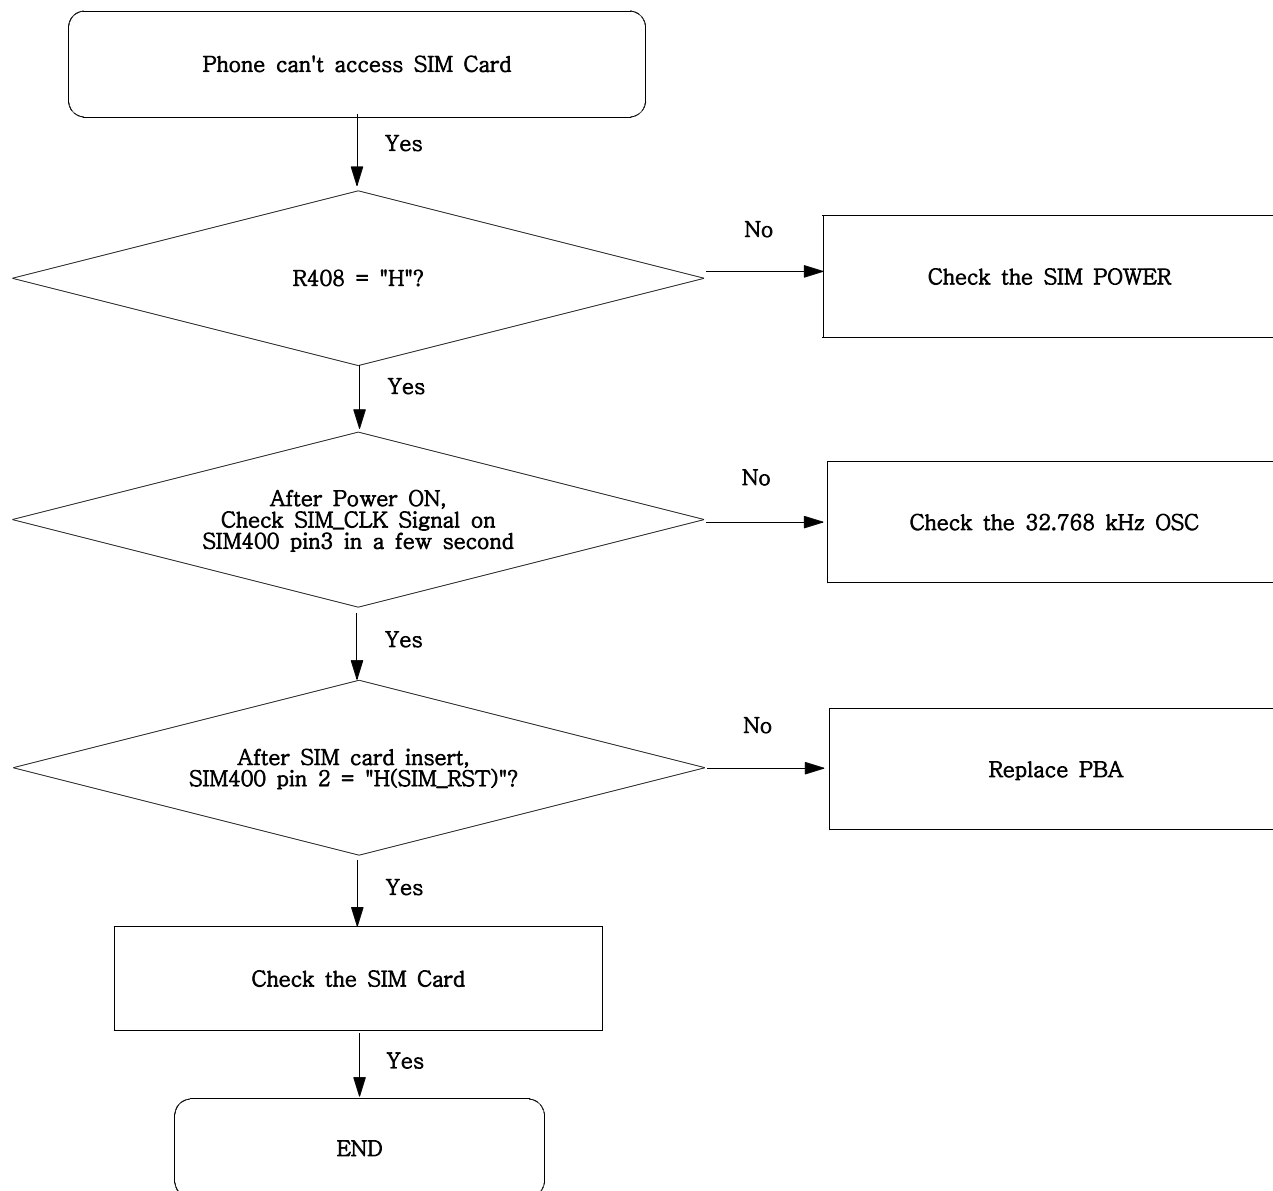 Phone can't access SIM Card
Yes
R408 = "H"?
No
Check the SIM POWER
Yes
After Power ON,
Check SIM_CLK Signal on
SIM400 pin3 in a few second
No
Check the 32.768 kHz OSC
Yes
After SIM card insert,
SIM400 pin 2 = "H(SIM_RST)"?
No
Replace PBA
Yes
Check the SIM Card
Yes
END